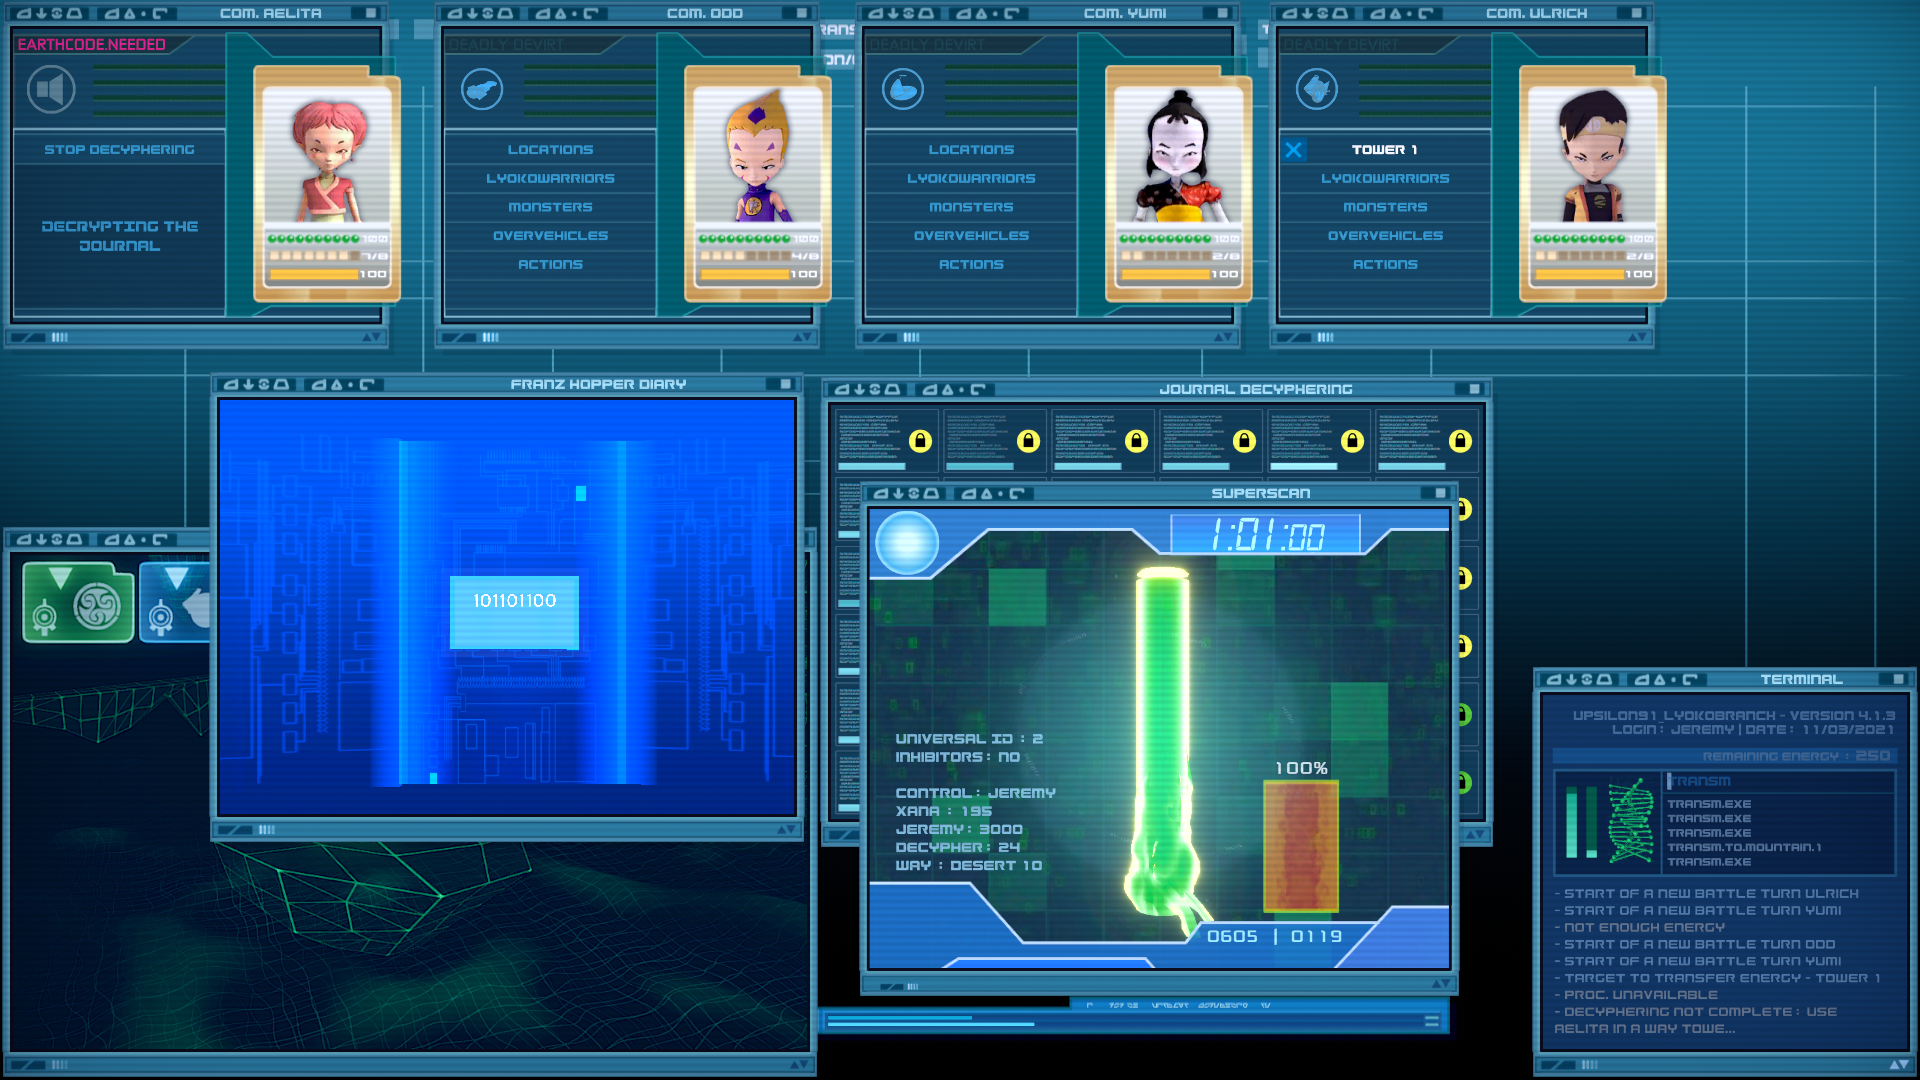 COM. AELITA
EARTHCODE.NEEDED
STOP DECYPHERING
DECRYPTING THE
JOURNAL
100
7/8
100
COM. ODD
DEADLY DEVIRT
LOCATIONS
LYOKOWARRIORS
MONSTERS
OVERVEHICLES
ACTIONS
100
4/8
100
COM. YUMI
DEADLY DEVIRT
LOCATIONS
LYOKOWARRIORS
MONSTERS
OVERVEHICLES
ACTIONS
100
2/8
100
COM. ULRICH
DEADLY DEVIRT
TOWER 1
LYOKOWARRIORS
MONSTERS
OVERVEHICLES
ACTIONS
100
2/8
100
FRANZ HOPPER DIARY
101101100
JOURNAL DECYPHERING
SUPERSCAN
1:01:00
UNIVERSAL ID : 2
INHIBITORS : NO
CONTROL : JEREMY
XANA : 195
JEREMY : 3000
DECYPHER : 24
WAY : DESERT 10
100%
0605 | 0119
TERMINAL
UPSILON91_LYOKOBRANCH - VERSION 4.1.3
LOGIN : JEREMY | DATE : 11/03/2021
REMAINING ENERGY : 250
TRANSM
TRANSM.EXE
TRANSM.EXE
TRANSM.EXE
TRANSM.TO.MOUNTAIN.1
TRANSM.EXE
- START OF A NEW BATTLE TURN ULRICH
- START OF A NEW BATTLE TURN YUMI
- NOT ENOUGH ENERGY
- START OF A NEW BATTLE TURN ODD
- START OF A NEW BATTLE TURN YUMI
- TARGET TO TRANSFER ENERGY - TOWER 1
- PROC. UNAVAILABLE
- DECYPHERING NOT COMPLETE : USE
AELITA IN A WAY TOWE...